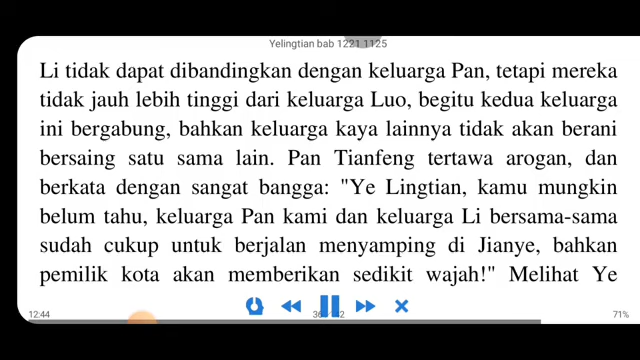 Yelingtian bab 1221 1125
Li tidak dapat dibandingkan dengan keluarga Pan, tetapi mereka
tidak jauh lebih tinggi dari keluarga Luo, begitu kedua keluarga
ini bergabung, bahkan keluarga kaya lainnya tidak akan berani
bersaing satu sama lain. Pan Tianfeng tertawa arogan, dan
berkata dengan sangat bangga: "Ye Lingtian, kamu mungkin
belum tahu, keluarga Pan kami dan keluarga Li bersama-sama
sudah cukup untuk berjalan menyamping di Jianye, bahkan
pemilik kota akan memberikan sedikit wajah!" Melihat Ye
12:44
71%